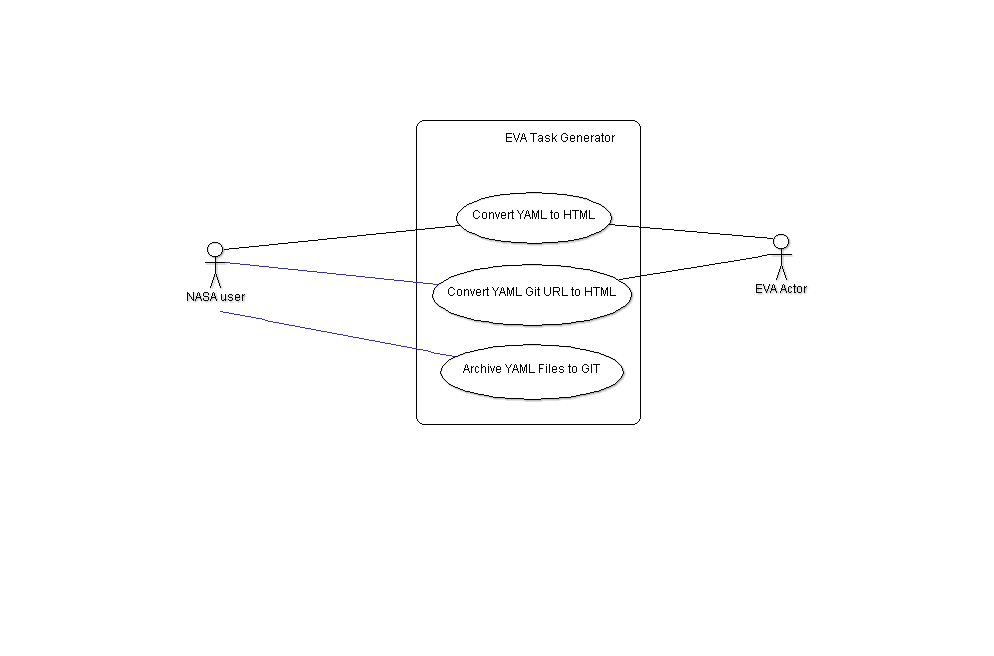 EVA Task Generator
Convert YAML to HTML
NASA user
Convert YAML Git URL to HTML
EVA Actor
Archive YAML Files to GIT